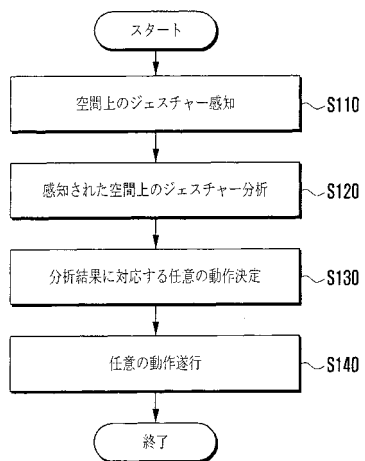 スタート
空間上のジェスチャー感知
S110
感知された空間上のジェスチャー分析
S120
分析結果に対応する任意の動作決定
S130
任意の動作遂行
S140
終了